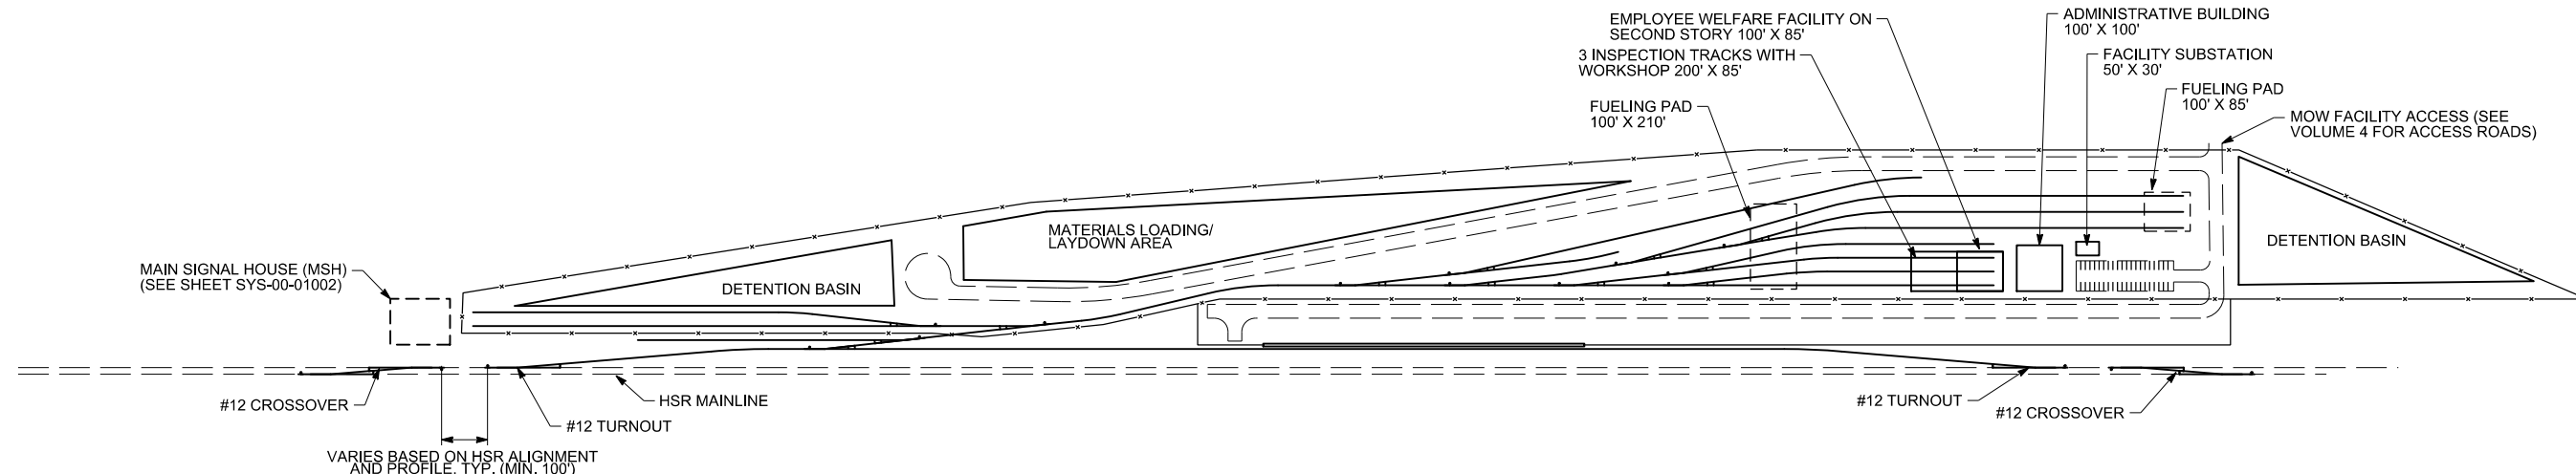 EMPLOYEE WELFARE FACILITY ON
SECOND STORY 100' X 85'
3 INSPECTION TRACKS WITH
WORKSHOP 200' X 85'
FUELING PAD
100' X 210'
ADMINISTRATIVE BUILDING
100' X 100'
FACILITY SUBSTATION
50' X 30'
FUELING PAD
100' X 85'
MOW FACILITY ACCESS (SEE
VOLUME 4 FOR ACCESS ROADS)
MATERIALS LOADING/
LAYDOWN AREA
DETENTION BASIN
MAIN SIGNAL HOUSE (MSH)
(SEE SHEET SYS-00-01002)
DETENTION BASIN
#12 CROSSOVER
#12 TURNOUT
HSR MAINLINE
#12 TURNOUT
#12 CROSSOVER
VARIES BASED ON HSR ALIGNMENT
AND PROFILE, TYP. (MIN. 100')